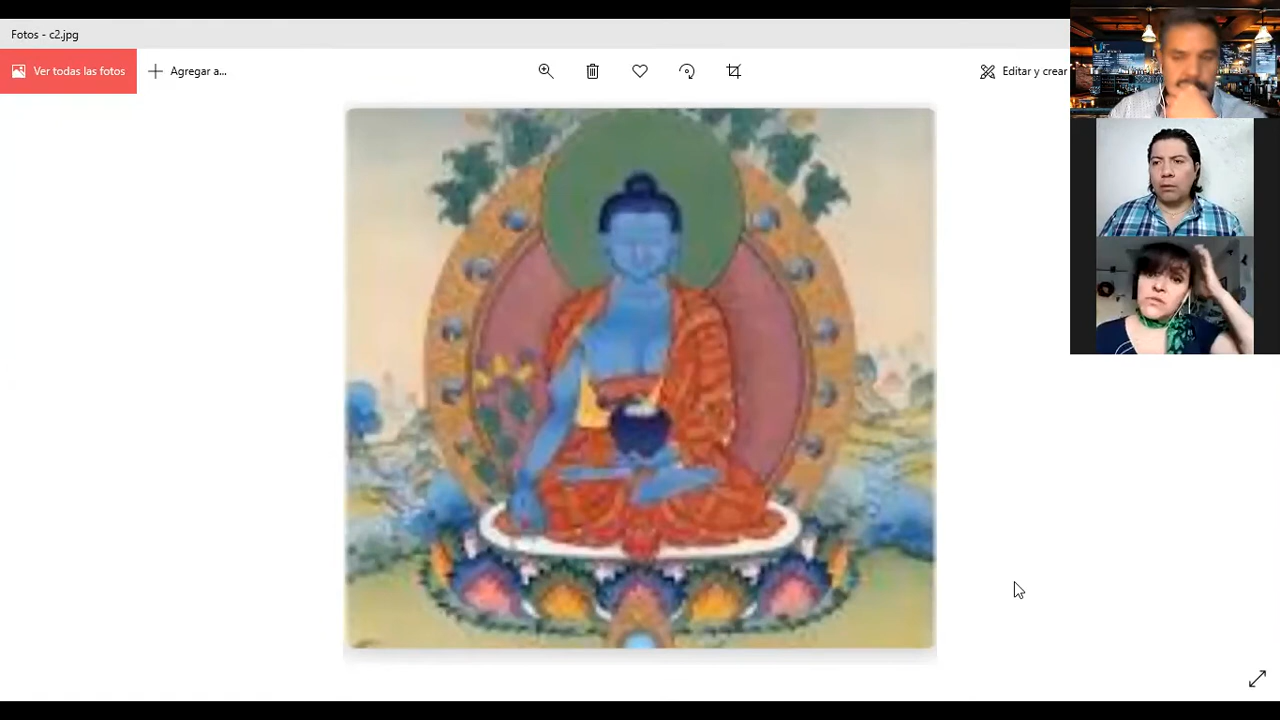 Fotos - c2.jpg
Ver todas las fotos
Agregar a...
Editar y crear